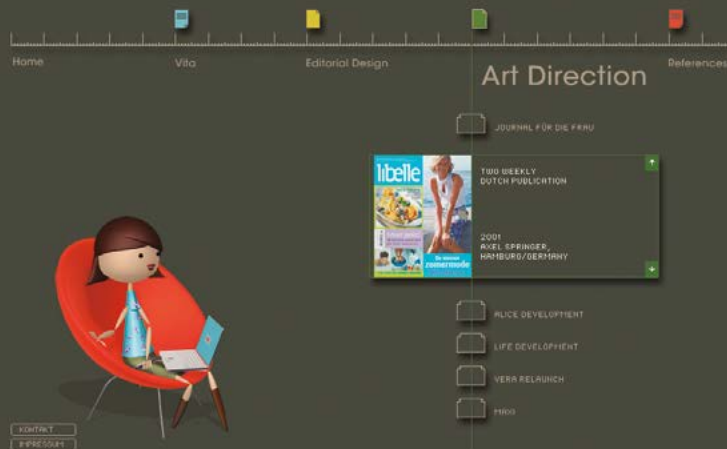 Home
Vita
Editorial Design
Art Direction
References
JOURNAL FÜR DIE FRAU
libelle
zomermode
TWO WEEKLY
DUTCH PUBLICATION
2001
AXEL SPRINGER,
HAMBURG/GERMANY
ALICE DEVELOPMENT
LIFE DEVELOPMENT
VERA RELAUNCH
MAXI
KONTAKT
IMPRESSUM